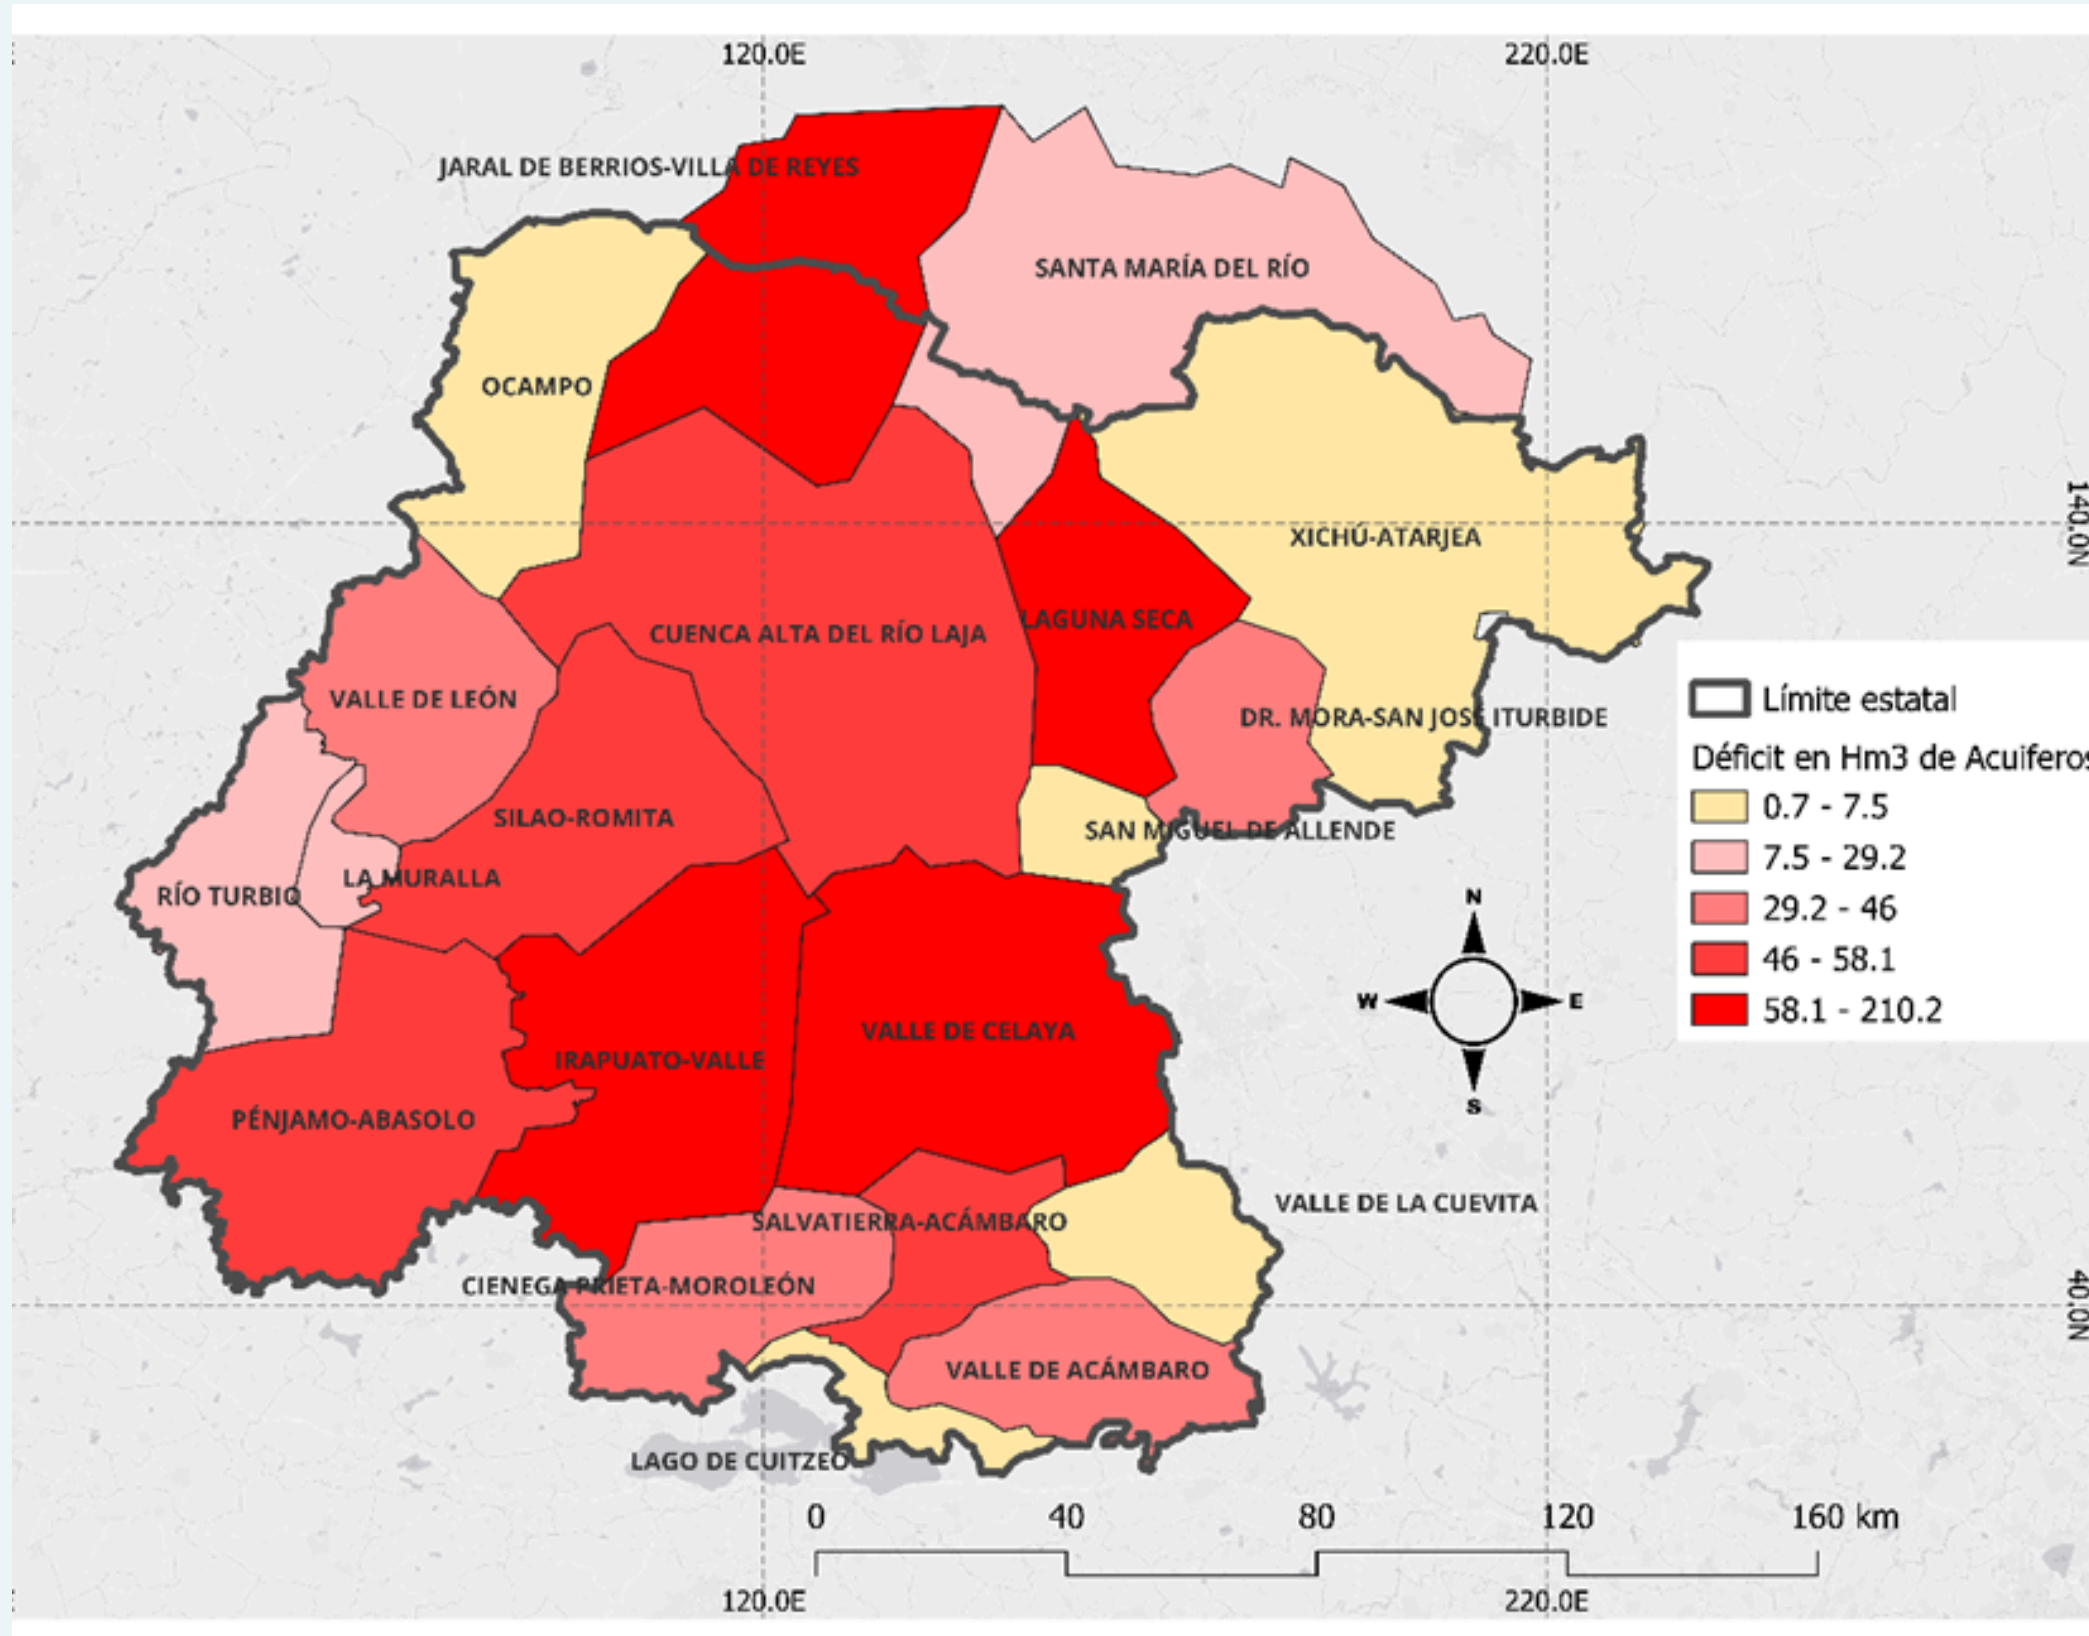 120.0E 220.0E
JARAL DE BERRIOS-VILLA DE REYES
SANTA MARÍA DEL RÍO
OCAMPO
140.0N
XICHÚ-ATARJEA
LAGUNA SECA
CUENCA ALTA DEL RÍO LAJA
VALLE DE LEÓN
DR. MORA-SAN JOSÉ ITURBIDE
SILAO-ROMITA
SAN MIGUEL DE ALLENDE
LA MURALLA
RÍO TURBIO
VALLE DE CELAYA
IRAPUATO-VALLE
PÉNJAMO-ABASOLO
VALLE DE LA CUEVITA
SALVATIERRA-ACÁMBARO
CIENEGA PRIETA-MOROLEÓN
40.0N
VALLE DE ACÁMBARO
LAGO DE CUITZEO
Límite estatal
Déficit en Hm3 de Acuiferos
0.7 - 7.5
7.5 - 29.2
29.2 - 46
46 - 58.1
58.1 - 210.2
N
W E
S
0 40 80 120 160 km
120.0E 220.0E